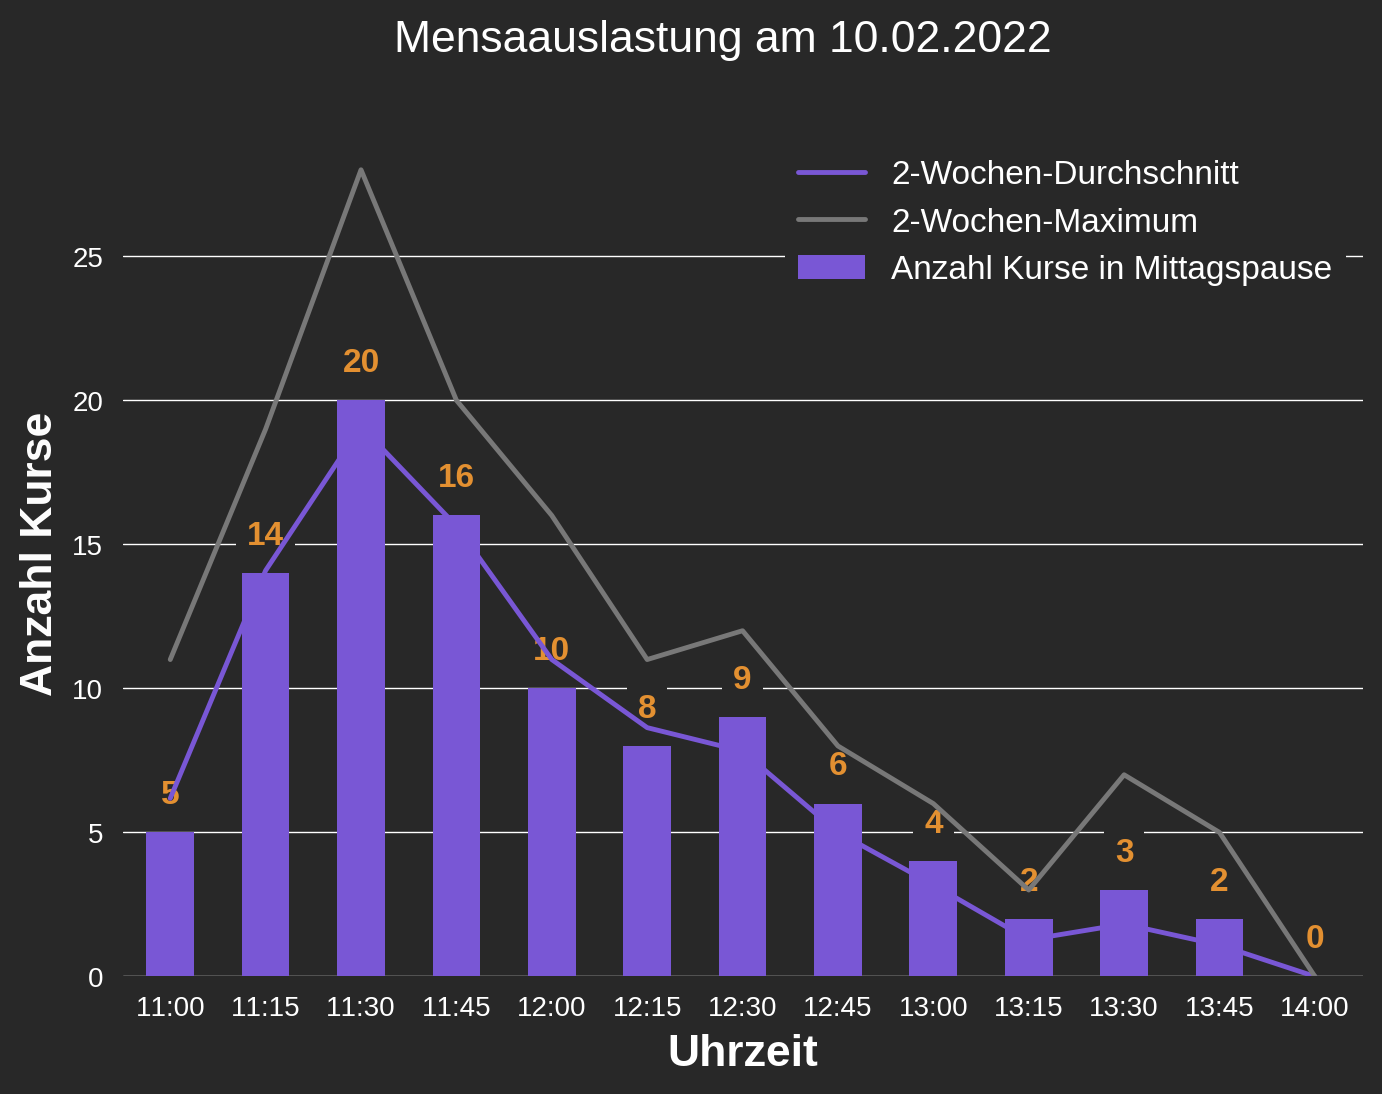 Mensaauslastung am 10.02.2022
2-Wochen-Durchschnitt
2-Wochen-Maximum
Anzahl Kurse in Mittagspause
Anzahl Kurse
25
20
15
10
5
0
5
14
20
16
10
8
9
6
4
2
3
2
0
11:00 11:15 11:30 11:45 12:00 12:15 12:30 12:45 13:00 13:15 13:30 13:45 14:00
Uhrzeit